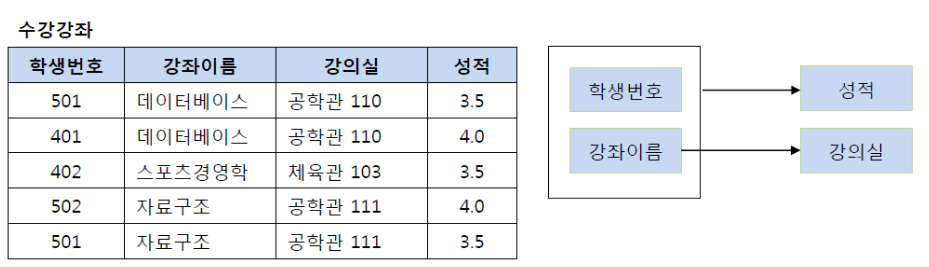 수강강좌
학생번호 강좌이름 강의실 성적
501 데이터베이스 공학관 110 3.5
401 데이터베이스 공학관 110 4.0
402 스포츠경영학 체육관 103 3.5
502 자료구조 공학관 111 4.0
501 자료구조 공학관 111 3.5
학생번호 성적
강좌이름 강의실